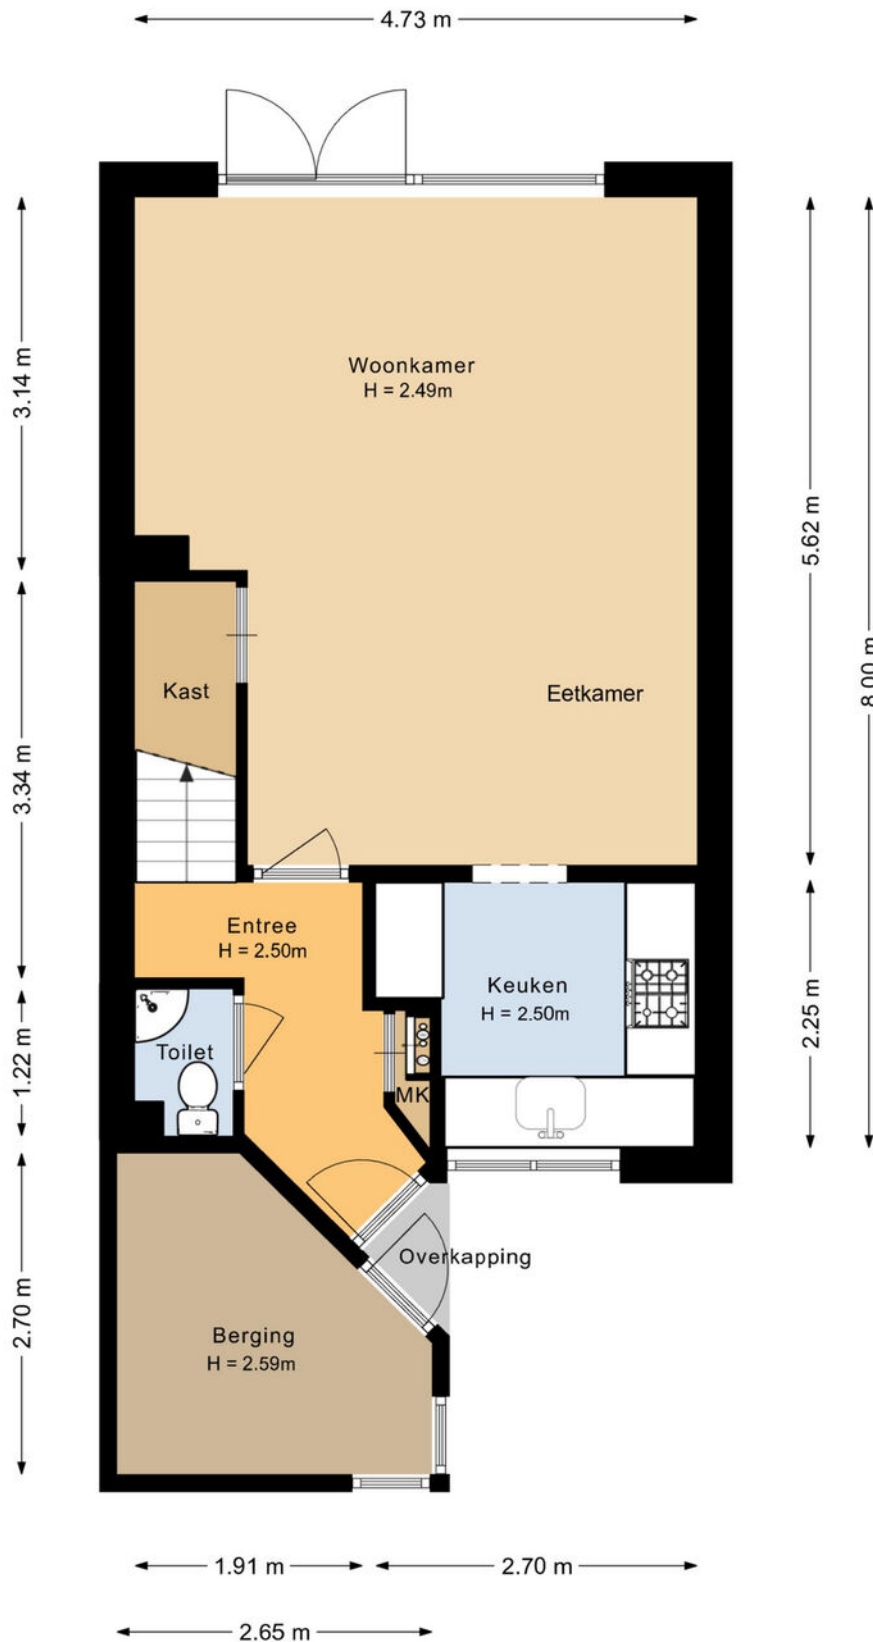 4.73 m
Woonkamer
H = 2.49m
3.14 m
5.62 m
8.00 m
Kast
Eetkamer
3.34 m
Entree
H = 2.50m
Keuken
H = 2.50m
2.25 m
Toilet
1.22 m
MK
Overkapping
Berging
H = 2.59m
2.70 m
1.91 m
2.70 m
2.65 m